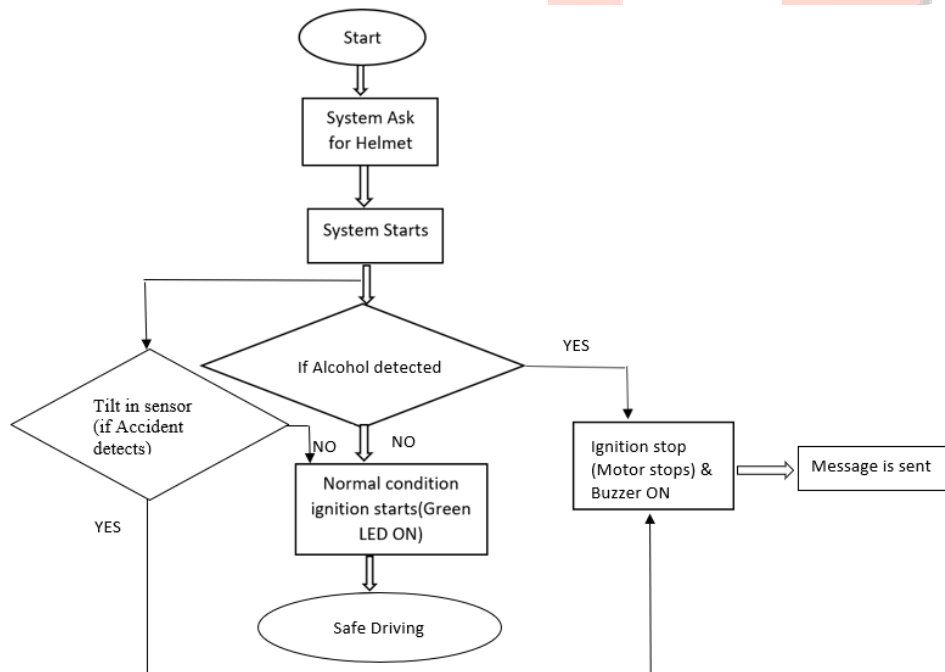 Start
System Ask
for Helmet
System Starts
If Alcohol detected
YES
Tilt in sensor
(if Accident
detects)
NO
NO
YES
Normal condition
ignition starts(Green
LED ON)
Ignition stop
(Motor stops) &
Buzzer ON
Message is sent
Safe Driving